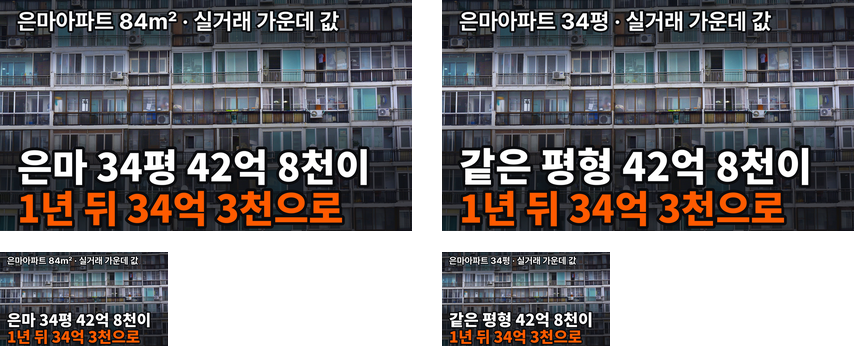 은마아파트 84m² · 실거래 가운데 값
은마 34평 42억 8천이
1년 뒤 34억 3천으로
은마아파트 34평 · 실거래 가운데 값
같은 평형 42억 8천이
1년 뒤 34억 3천으로
은마아파트 84m² · 실거래 가운데 값
은마 34평 42억 8천이
1년 뒤 34억 3천으로
은마아파트 34평 · 실거래 가운데 값
같은 평형 42억 8천이
1년 뒤 34억 3천으로